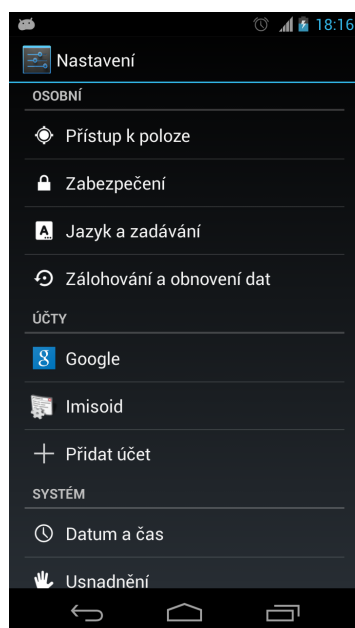 18:16
Nastavení
OSOBNÍ
Přístup k poloze
Zabezpečení
Jazyk a zadávání
Zálohování a obnovení dat
ÚČTY
Google
Imisoid
Přidat účet
SYSTÉM
Datum a čas
Usnadnění